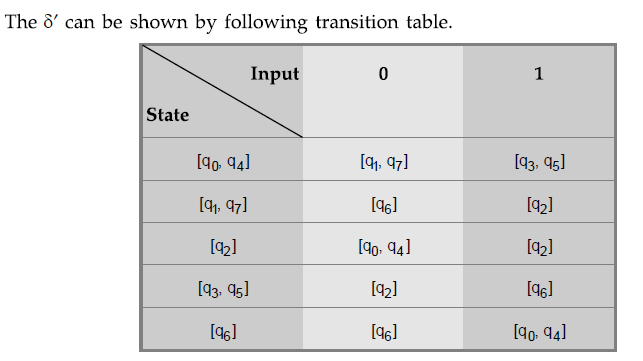 The δ′ can be shown by following transition table.
Input 0 1
State
[q₀, q₄] [q₁, q₇] [q₃, q₅]
[q₁, q₇] [q₆] [q₂]
[q₂] [q₀, q₄] [q₂]
[q₃, q₅] [q₂] [q₆]
[q₆] [q₆] [q₀, q₄]